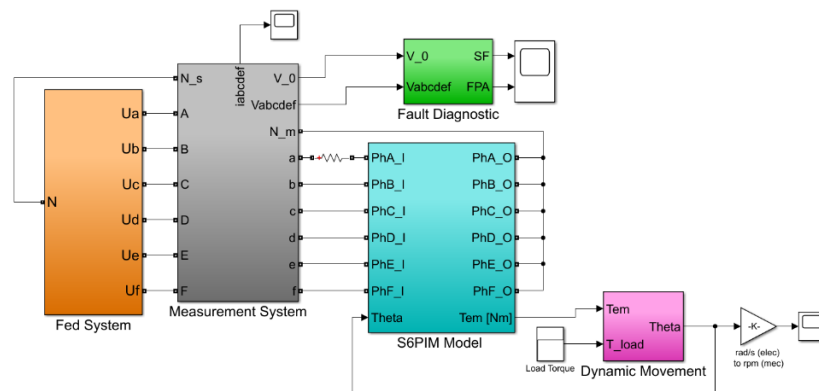 iabcdef
N_s
V_0
Vabcdef
N_m
A
B
C
D
E
F
a
b
c
d
e
f
Measurement System
Ua
Ub
Uc
Ud
Ue
Uf
N
Fed System
V_0
Vabcdef
SF
FPA
Fault Diagnostic
PhA_I
PhB_I
PhC_I
PhD_I
PhE_I
PhF_I
Theta
PhA_O
PhB_O
PhC_O
PhD_O
PhE_O
PhF_O
Tem [Nm]
S6PIM Model
Load Torque
Tem
T_load
Theta
Dynamic Movement
-K-
rad/s (elec)
to rpm (mec)